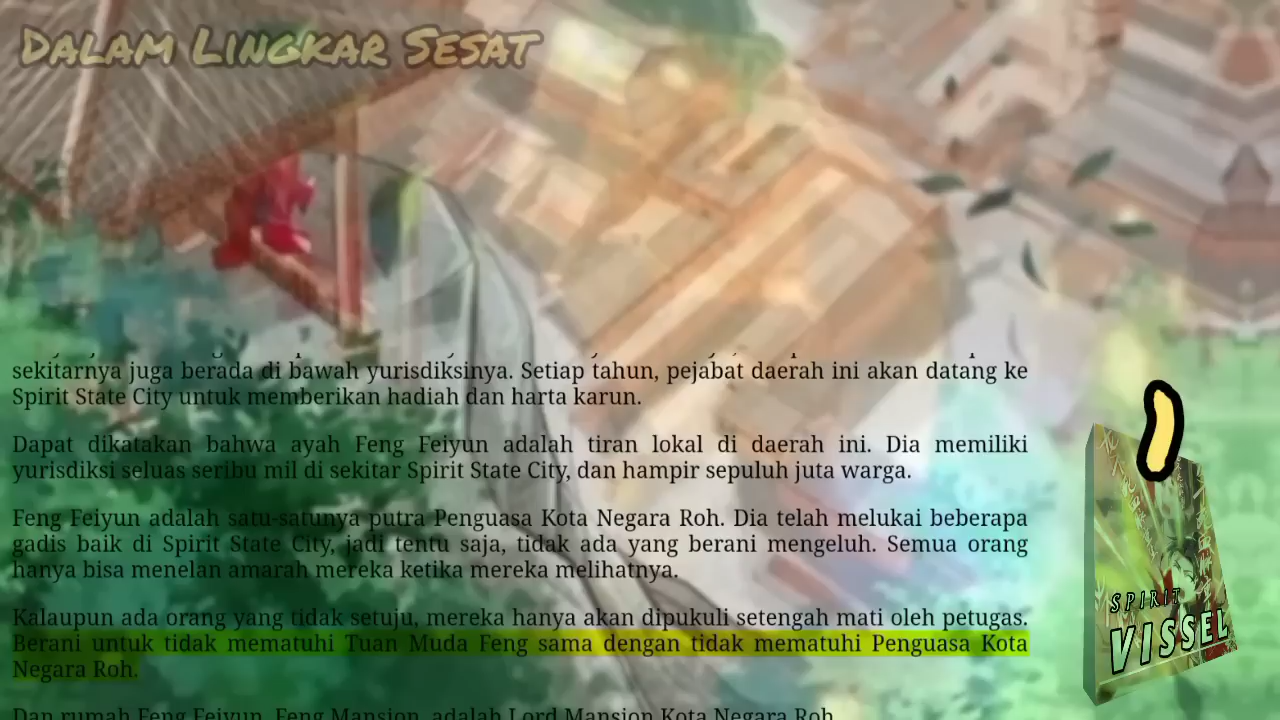 DALAM LINGKAR SESAT
sekitarnya juga berada di bawah yurisdiksinya. Setiap tahun, pejabat daerah ini akan datang ke
Spirit State City untuk memberikan hadiah dan harta karun.
Dapat dikatakan bahwa ayah Feng Feiyun adalah tiran lokal di daerah ini. Dia memiliki
yurisdiksi seluas seribu mil di sekitar Spirit State City, dan hampir sepuluh juta warga.
Feng Feiyun adalah satu-satunya putra Penguasa Kota Negara Roh. Dia telah melukai beberapa
gadis baik di Spirit State City, jadi tentu saja, tidak ada yang berani mengeluh. Semua orang
hanya bisa menelan amarah mereka ketika mereka melihatnya.
Kalaupun ada orang yang tidak setuju, mereka hanya akan dipukuli setengah mati oleh petugas.
Berani untuk tidak mematuhi Tuan Muda Feng sama dengan tidak mematuhi Penguasa Kota
Negara Roh.
Dan rumah Feng Feiyun, Feng Mansion, adalah Lord Mansion Kota Negara Roh.
SPIRIT
VISSEL